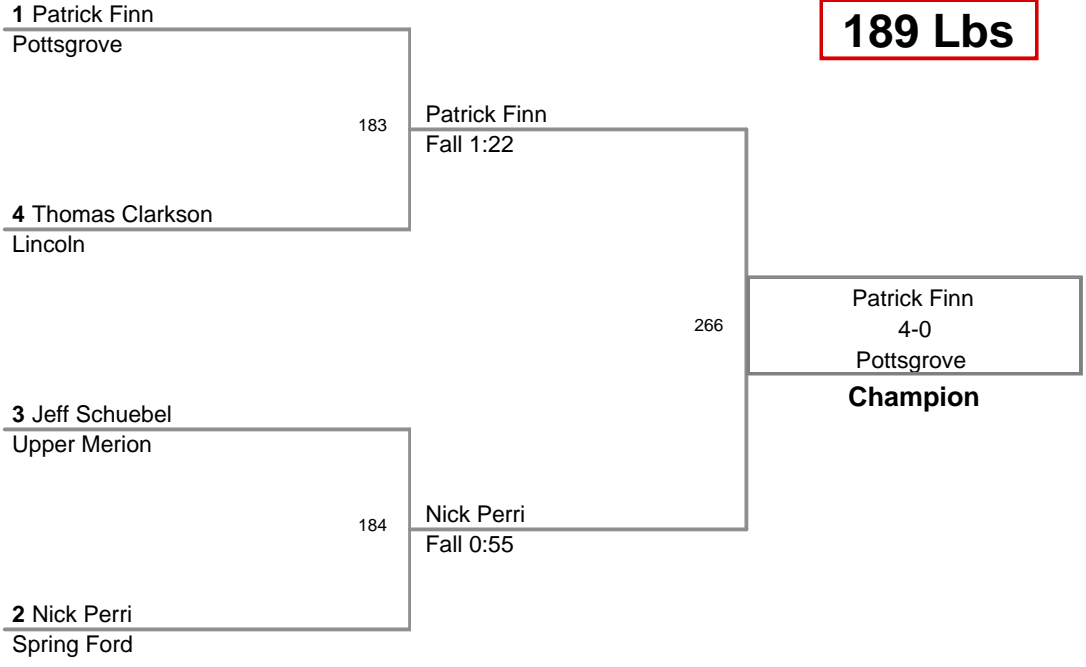 1 Patrick Finn
Pottsgrove
189 Lbs
183
Patrick Finn
Fall 1:22
4 Thomas Clarkson
Lincoln
266
Patrick Finn
4-0
Pottsgrove
Champion
3 Jeff Schuebel
Upper Merion
184
Nick Perri
Fall 0:55
2 Nick Perri
Spring Ford